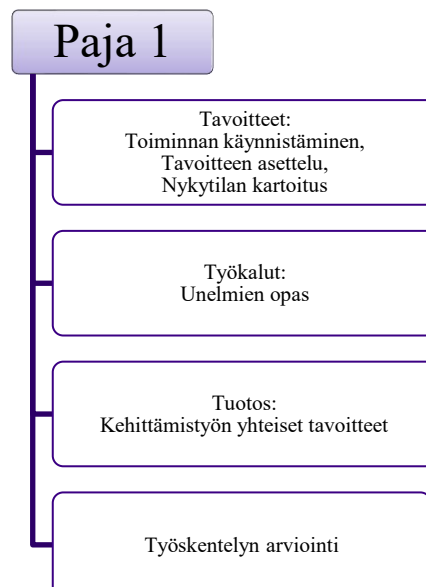 Paja 1
Tavoitteet:
Toiminnan käynnistäminen,
Tavoitteen asettelu,
Nykytilan kartoitus
Työkalut:
Unelmien opas
Tuotos:
Kehittämistyön yhteiset tavoitteet
Työskentelyn arviointi